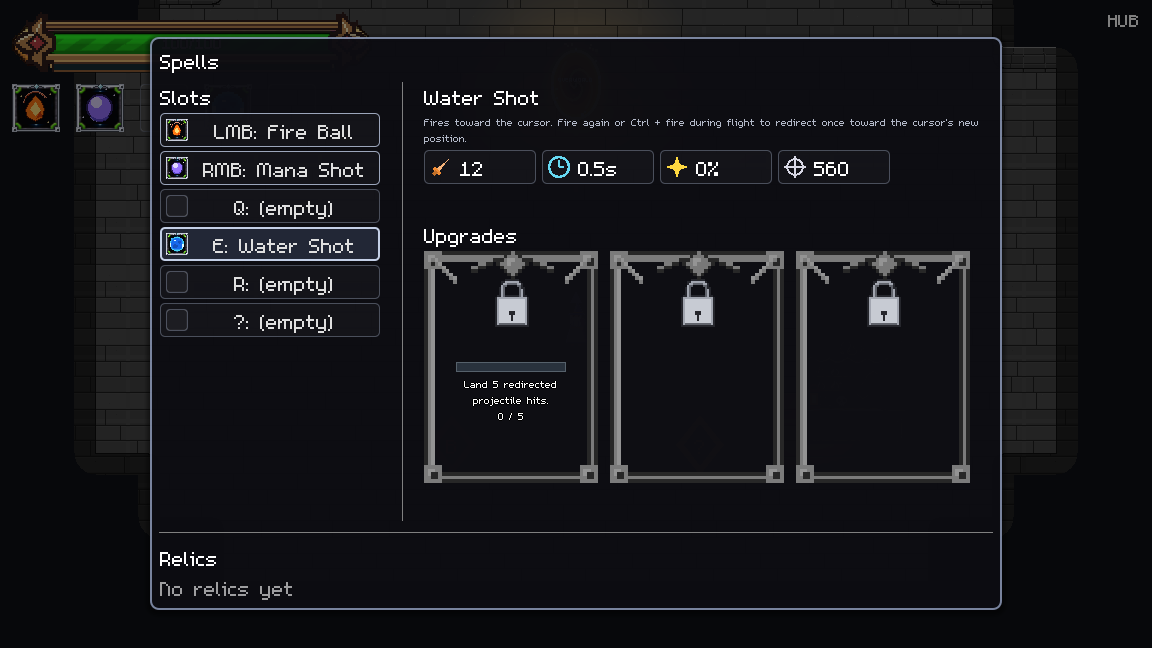 HUB
Spells
Slots
LMB: Fire Ball
RMB: Mana Shot
Q: (empty)
E: Water Shot
R: (empty)
?: (empty)
Water Shot
Fires toward the cursor. Fire again or Ctrl + fire during flight to redirect once toward the cursor's new
position.
12
0.5s
0%
560
Upgrades
Land 5 redirected
projectile hits.
0 / 5
Relics
No relics yet